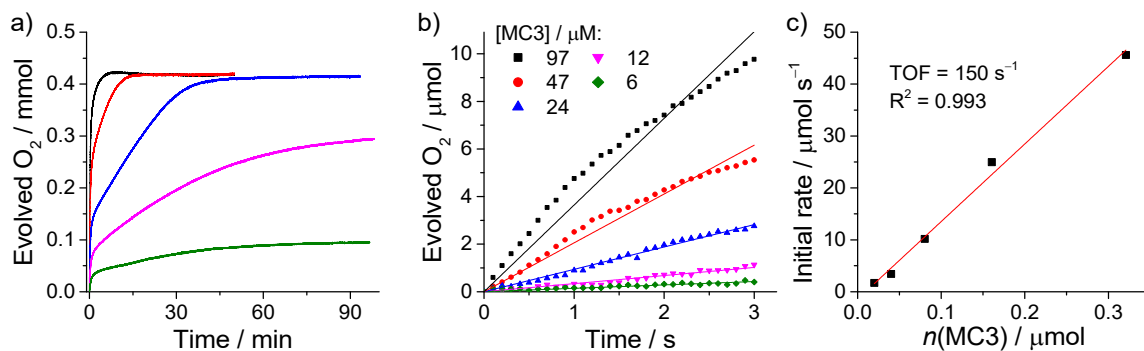 a)
Evolved O₂ / mmol
0.5
0.4
0.3
0.2
0.1
0.0
0 30 60 90
Time / min
b)
Evolved O₂ / μmol
10
8
6
4
2
0
0 1 2 3
Time / s
[MC3] / μM:
97 12
47 6
24
c)
Initial rate / μmol s⁻¹
50
40
30
20
10
0
0.0 0.1 0.2 0.3
n(MC3) / μmol
TOF = 150 s⁻¹
R² = 0.993